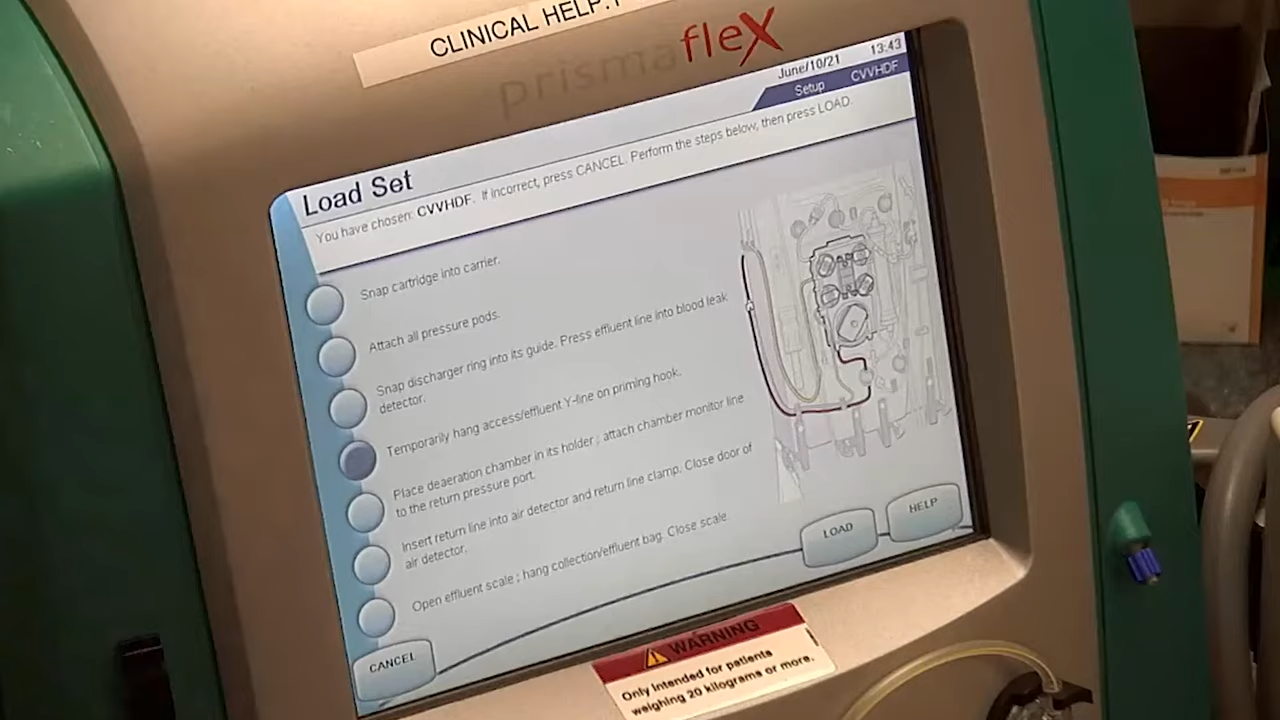 CLINICAL HELP:
prismaflex
June/10/21 13:43
Setup CVVHDF
Load Set
You have chosen: CVVHDF. If incorrect, press CANCEL. Perform the steps below, then press LOAD.
Snap cartridge into carrier.
Attach all pressure pods.
Snap discharger ring into its guide. Press effluent line into blood leak
detector.
Temporarily hang access/effluent Y-line on priming hook.
Place deaeration chamber in its holder ; attach chamber monitor line
to the return pressure port.
Insert return line into air detector and return line clamp. Close door of
air detector.
Open effluent scale ; hang collection/effluent bag. Close scale.
LOAD
HELP
CANCEL
WARNING
Only intended for patients
weighing 20 kilograms or more.